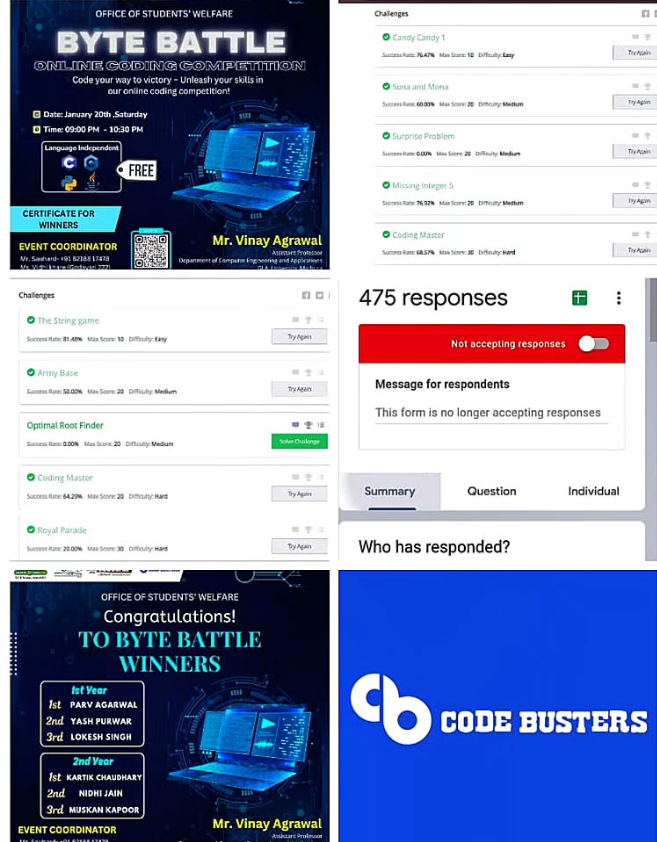 OFFICE OF STUDENTS' WELFARE
BYTE BATTLE
ONLINE CODING COMPETITION
Code your way to victory – Unleash your skills in
our online coding competition!
Date: January 20th ,Saturday
Time: 09:00 PM - 10:30 PM
Language Independent
FREE
CERTIFICATE FOR
WINNERS
EVENT COORDINATOR
Mr. Sauhard- +91 82188 17478
Ms. Vidhi khare (Godavari 277)
Mr. Vinay Agrawal
Assistant Professor
Department of Computer Engineering and Applications
GLA University, Mathura
Challenges
Candy Candy 1
Success Rate: 76.47% Max Score: 10 Difficulty: Easy
Try Again
Sona and Mona
Success Rate: 60.00% Max Score: 20 Difficulty: Medium
Try Again
Surprise Problem
Success Rate: 0.00% Max Score: 20 Difficulty: Medium
Try Again
Missing Integer 5
Success Rate: 76.92% Max Score: 20 Difficulty: Medium
Try Again
Coding Master
Success Rate: 68.57% Max Score: 30 Difficulty: Hard
Try Again
Challenges
The String game
Success Rate: 81.48% Max Score: 10 Difficulty: Easy
Try Again
Army Base
Success Rate: 50.00% Max Score: 20 Difficulty: Medium
Try Again
Optimal Root Finder
Success Rate: 0.00% Max Score: 20 Difficulty: Medium
Solve Challenge
Coding Master
Success Rate: 64.29% Max Score: 20 Difficulty: Hard
Try Again
Royal Parade
Success Rate: 20.00% Max Score: 30 Difficulty: Hard
Try Again
475 responses
Not accepting responses
Message for respondents
This form is no longer accepting responses
Summary Question Individual
Who has responded?
OFFICE OF STUDENTS' WELFARE
Congratulations!
TO BYTE BATTLE
WINNERS
1st Year
1st PARV AGARWAL
2nd YASH PURWAR
3rd LOKESH SINGH
2nd Year
1st KARTIK CHAUDHARY
2nd NIDHI JAIN
3rd MUSKAN KAPOOR
EVENT COORDINATOR
Mr. Sauhard- +91 82188 17478
Mr. Vinay Agrawal
Assistant Professor
cb CODE BUSTERS